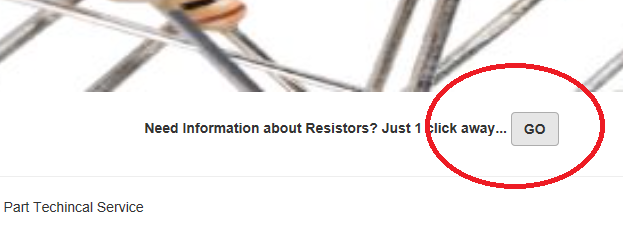 Need Information about Resistors? Just 1 click away... GO
Part Techincal Service